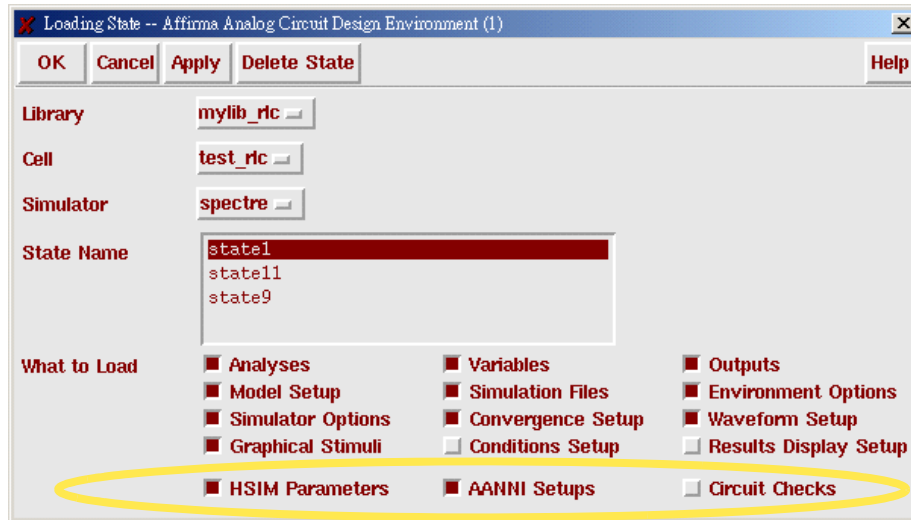 Loading State -- Affirma Analog Circuit Design Environment (1)
OK Cancel Apply Delete State Help
Library mylib_rlc
Cell test_rlc
Simulator spectre
State Name state1
state11
state9
What to Load Analyses Variables Outputs
Model Setup Simulation Files Environment Options
Simulator Options Convergence Setup Waveform Setup
Graphical Stimuli Conditions Setup Results Display Setup
HSIM Parameters AANNI Setups Circuit Checks